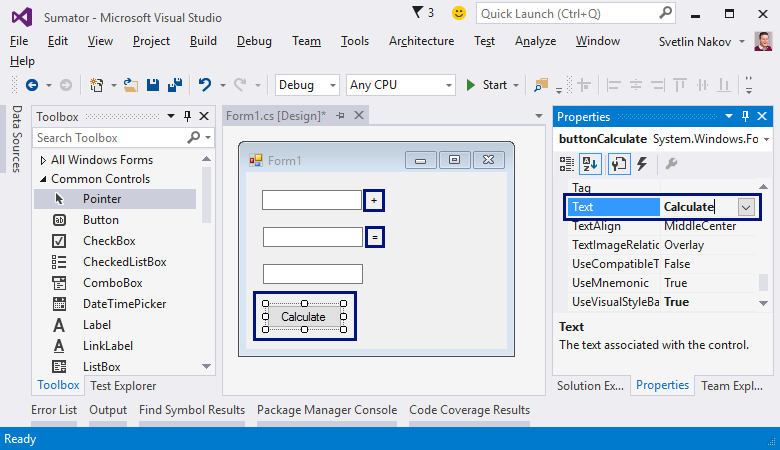 Sumator - Microsoft Visual Studio
3
Quick Launch (Ctrl+Q)
File Edit View Project Build Debug Team Tools Architecture Test Analyze Window
Svetlin Nakov
Help
Debug Any CPU Start
Data Sources
Toolbox
Search Toolbox
All Windows Forms
Common Controls
Pointer
Button
CheckBox
CheckedListBox
ComboBox
DateTimePicker
Label
LinkLabel
ListBox
Toolbox Test Explorer
Form1.cs [Design]*
Form1
+
=
Calculate
Properties
buttonCalculate System.Windows.Fo
Tag
Text Calculate
TextAlign MiddleCenter
TextImageRelatio Overlay
UseCompatibleT False
UseMnemonic True
UseVisualStyleBa True
Text
The text associated with the control.
Solution Ex... Properties Team Expl...
Error List Output Find Symbol Results Package Manager Console Code Coverage Results
Ready